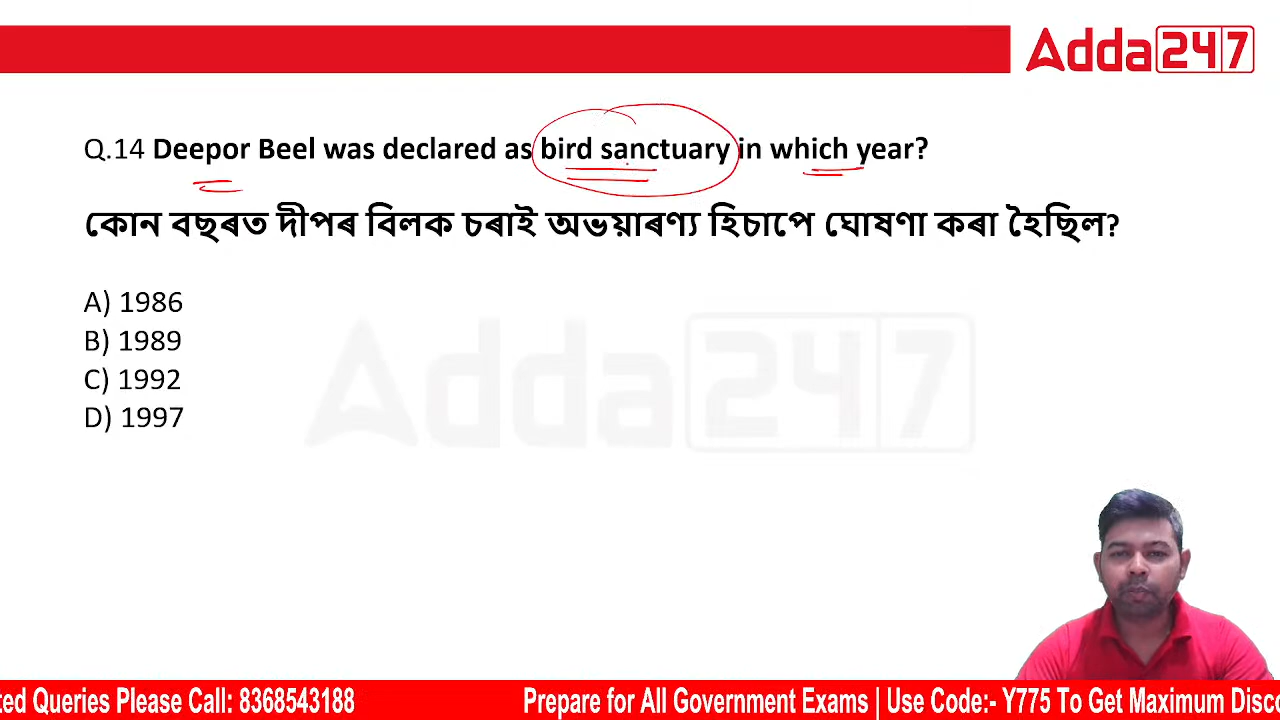 Adda247
Q.14 Deepor Beel was declared as bird sanctuary in which year?
কোন বছৰত দীপৰ বিলক চৰাই অভয়াৰণ্য হিচাপে ঘোষণা কৰা হৈছিল?
A) 1986
B) 1989
C) 1992
D) 1997
Adda247
ted Queries Please Call: 8368543188 Prepare for All Government Exams | Use Code:- Y775 To Get Maximum Disco